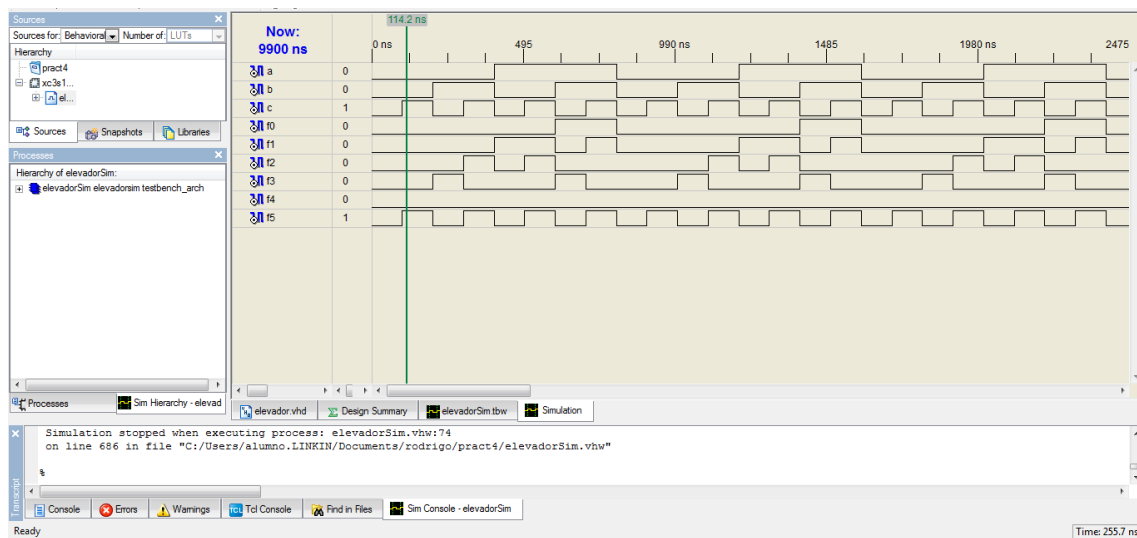 Sources
Sources for: Behavioral Number of: LUTs
Hierarchy
pract4
xc3s1...
el...
Sources Snapshots Libraries
Processes
Hierarchy of elevadorSim:
elevadorSim elevadorsim testbench_arch
Processes Sim Hierarchy - elevad
114.2 ns
Now:
9900 ns
0 ns 495 990 ns 1485 1980 ns 2475
a 0
b 0
c 1
f0 0
f1 0
f2 0
f3 0
f4 0
f5 1
elevador.vhd Design Summary elevadorSim.tbw Simulation
Simulation stopped when executing process: elevadorSim.vhw:74
on line 686 in file "C:/Users/alumno.LINKIN/Documents/rodrigo/pract4/elevadorSim.vhw"
%
Transcript
Console Errors Warnings Tcl Console Find in Files Sim Console - elevadorSim
Ready Time: 255.7 ns